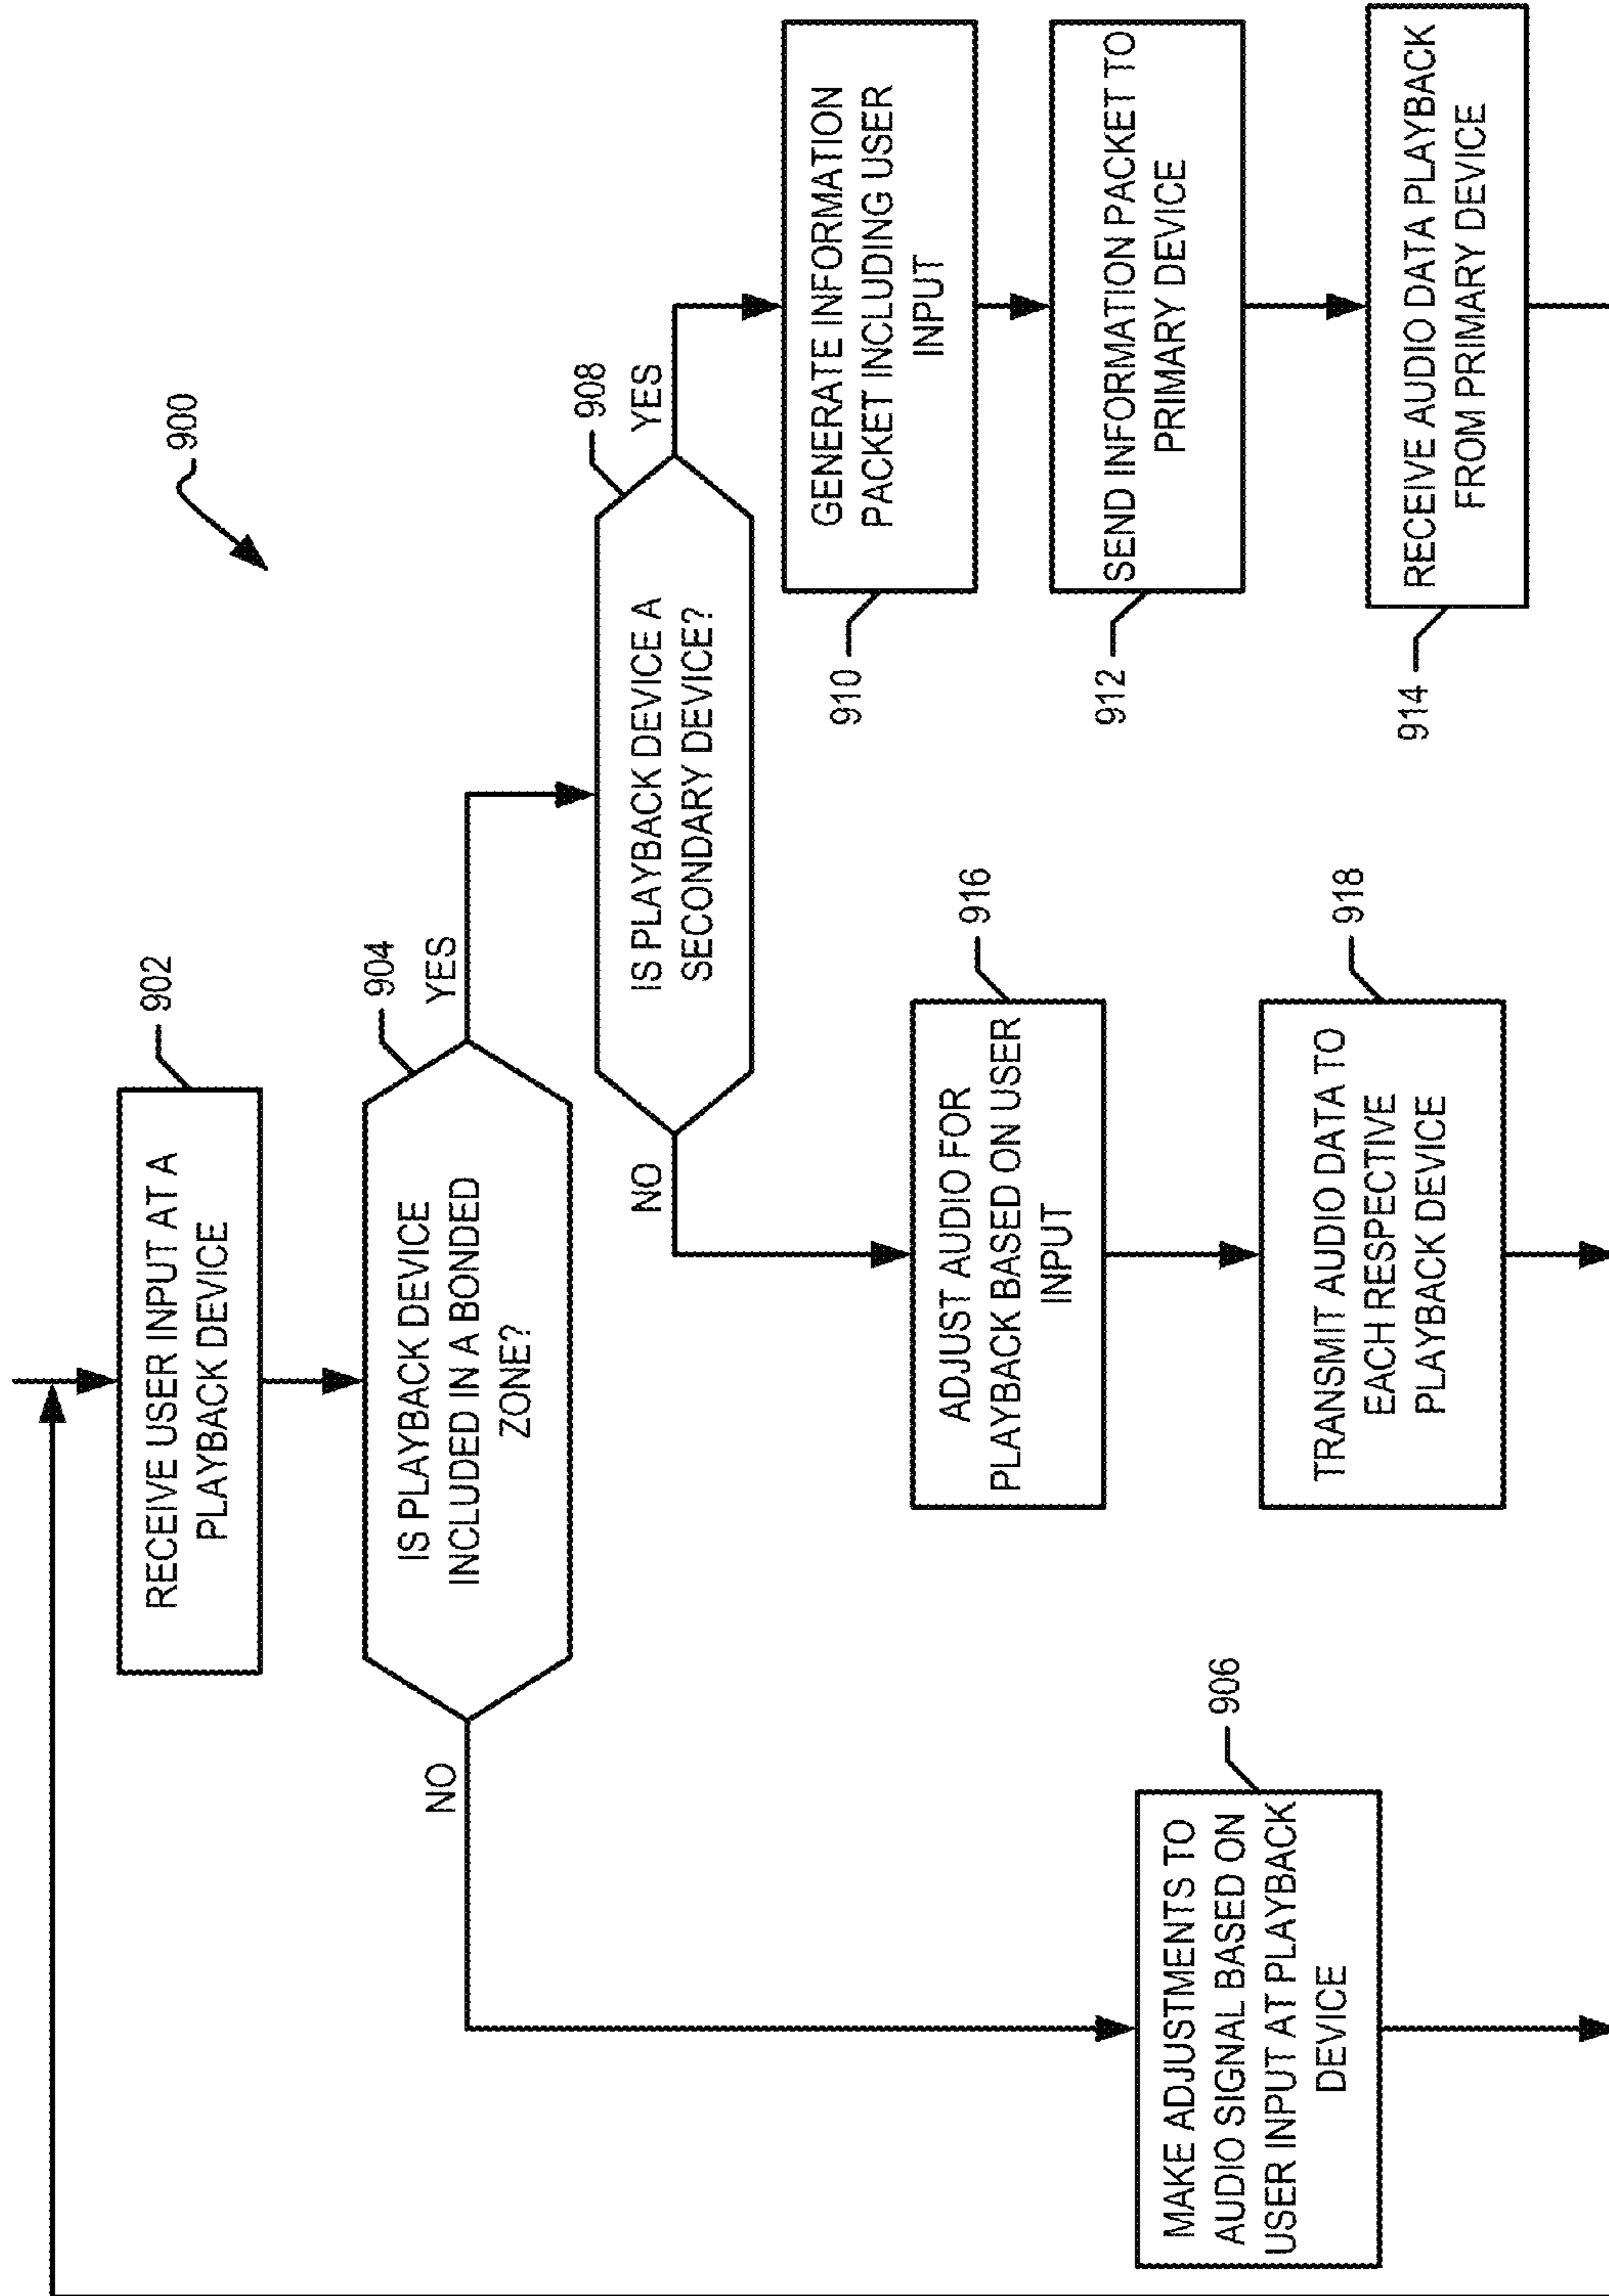 900
902
RECEIVE USER INPUT AT A
PLAYBACK DEVICE
904
IS PLAYBACK DEVICE
INCLUDED IN A BONDED
ZONE?
NO
YES
908
IS PLAYBACK DEVICE A
SECONDARY DEVICE?
NO
YES
906
MAKE ADJUSTMENTS TO
AUDIO SIGNAL BASED ON
USER INPUT AT PLAYBACK
DEVICE
916
ADJUST AUDIO FOR
PLAYBACK BASED ON USER
INPUT
918
TRANSMIT AUDIO DATA TO
EACH RESPECTIVE
PLAYBACK DEVICE
910
GENERATE INFORMATION
PACKET INCLUDING USER
INPUT
912
SEND INFORMATION PACKET TO
PRIMARY DEVICE
914
RECEIVE AUDIO DATA PLAYBACK
FROM PRIMARY DEVICE